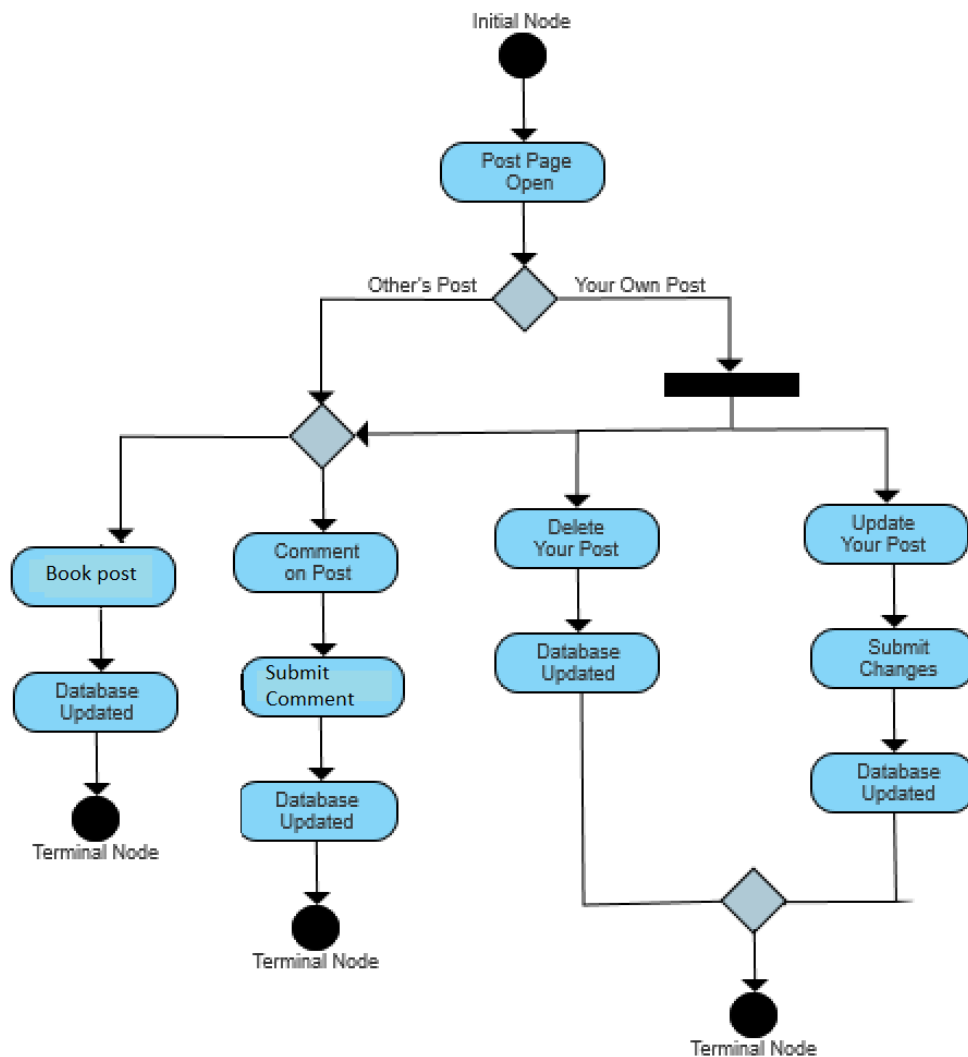 Initial Node
Post Page
Open
Other's Post
Your Own Post
Book post
Database
Updated
Terminal Node
Comment
on Post
Submit
Comment
Database
Updated
Terminal Node
Delete
Your Post
Database
Updated
Update
Your Post
Submit
Changes
Database
Updated
Terminal Node